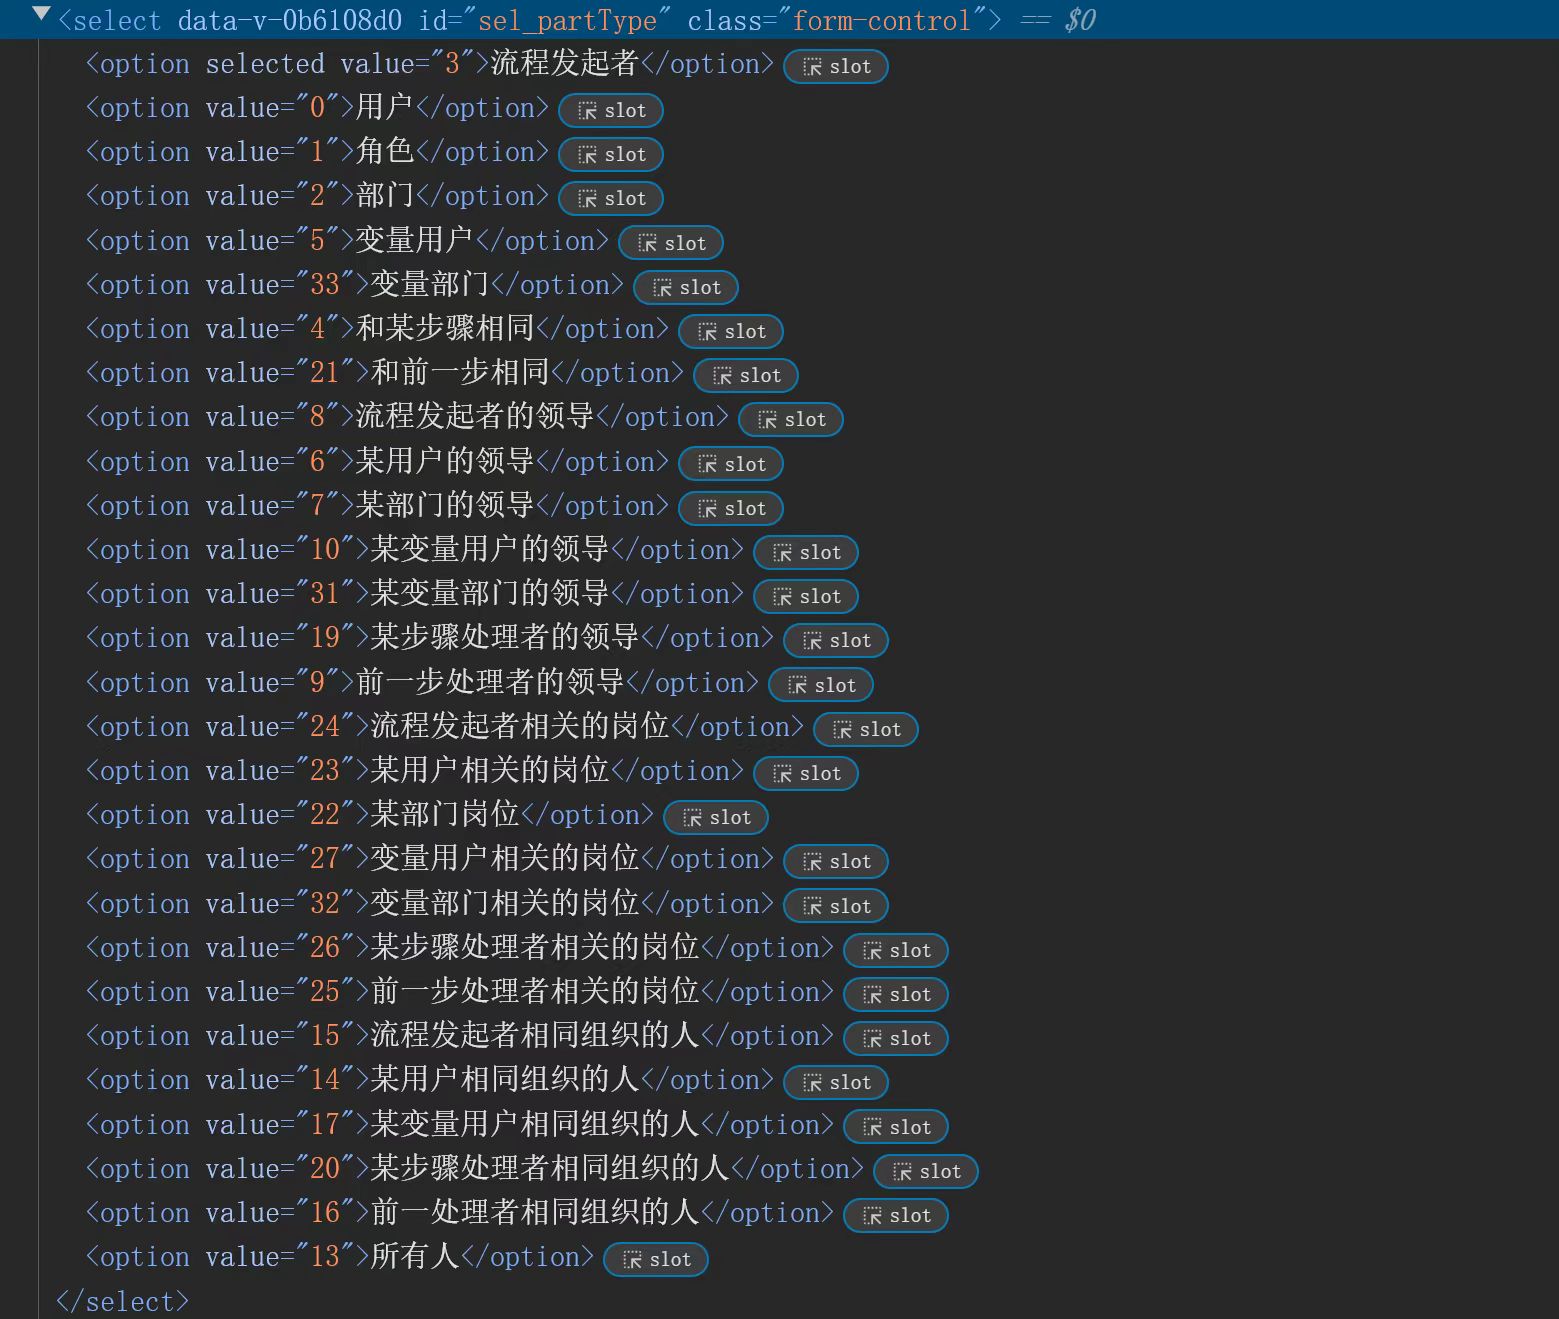 ▼<select data-v-0b6108d0 id="sel_partType" class="form-control"> == $0
<option selected value="3">流程发起者</option> slot
<option value="0">用户</option> slot
<option value="1">角色</option> slot
<option value="2">部门</option> slot
<option value="5">变量用户</option> slot
<option value="33">变量部门</option> slot
<option value="4">和某步骤相同</option> slot
<option value="21">和前一步相同</option> slot
<option value="8">流程发起者的领导</option> slot
<option value="6">某用户的领导</option> slot
<option value="7">某部门的领导</option> slot
<option value="10">某变量用户的领导</option> slot
<option value="31">某变量部门的领导</option> slot
<option value="19">某步骤处理者的领导</option> slot
<option value="9">前一步处理者的领导</option> slot
<option value="24">流程发起者相关的岗位</option> slot
<option value="23">某用户相关的岗位</option> slot
<option value="22">某部门岗位</option> slot
<option value="27">变量用户相关的岗位</option> slot
<option value="32">变量部门相关的岗位</option> slot
<option value="26">某步骤处理者相关的岗位</option> slot
<option value="25">前一步处理者相关的岗位</option> slot
<option value="15">流程发起者相同组织的人</option> slot
<option value="14">某用户相同组织的人</option> slot
<option value="17">某变量用户相同组织的人</option> slot
<option value="20">某步骤处理者相同组织的人</option> slot
<option value="16">前一处理者相同组织的人</option> slot
<option value="13">所有人</option> slot
</select>